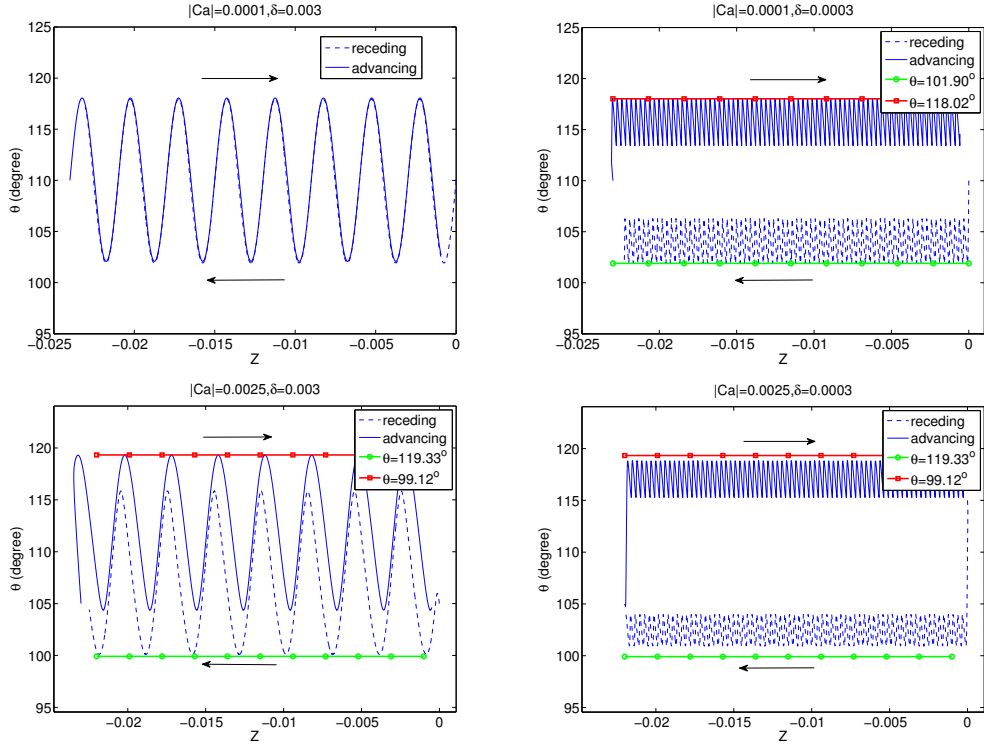 |Ca|=0.0001,δ=0.003
θ (degree)
120
115
110
105
100
95
receding
advancing
−0.025
−0.02
−0.015
−0.01
−0.005
0
Z
|Ca|=0.0001,δ=0.0003
θ (degree)
125
120
115
110
105
100
95
receding
advancing
θ=101.90°
θ=118.02°
−0.025
−0.02
−0.015
−0.01
−0.005
0
Z
|Ca|=0.0025,δ=0.003
θ (degree)
120
115
110
105
100
95
receding
advancing
θ=119.33°
θ=99.12°
−0.02
−0.015
−0.01
−0.005
0
Z
|Ca|=0.0025,δ=0.0003
θ (degree)
120
115
110
105
100
95
receding
advancing
θ=119.33°
θ=99.12°
−0.02
−0.015
−0.01
−0.005
0
Z